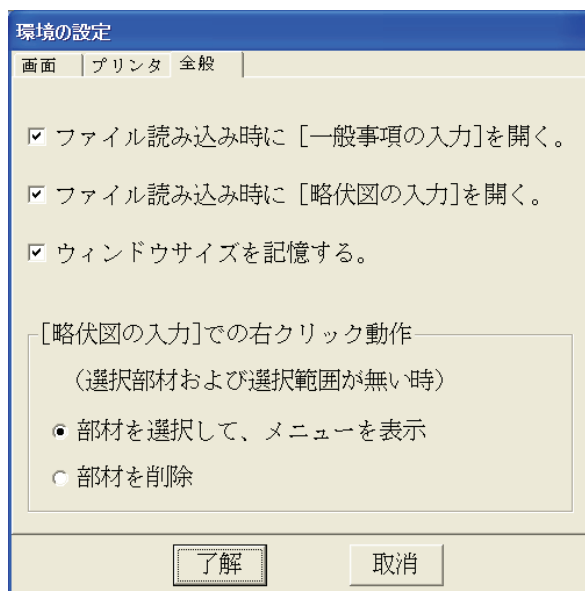 環境の設定
画面 プリンタ 全般
ファイル読み込み時に［一般事項の入力]を開く。
ファイル読み込み時に［略伏図の入力]を開く。
ウィンドウサイズを記憶する。
[略伏図の入力]での右クリック動作
（選択部材および選択範囲が無い時）
部材を選択して、メニューを表示
部材を削除
了解 取消